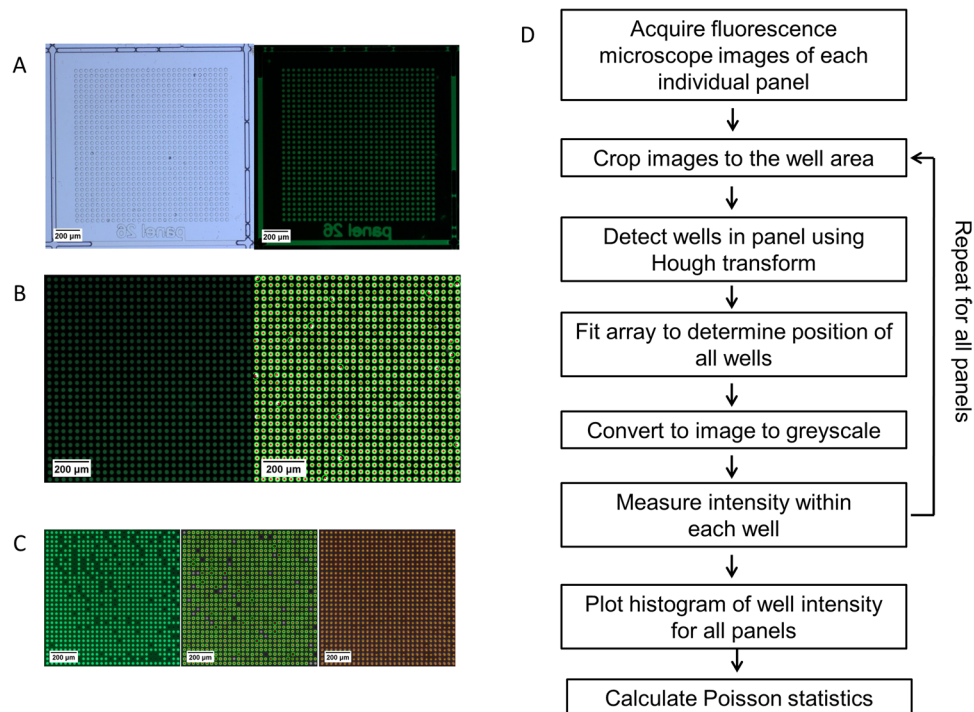 A
200 µm
panel 26
200 µm
panel 26
B
200 µm
200 µm
C
200 µm
200 µm
200 µm
D
Acquire fluorescence
microscope images of each
individual panel
Crop images to the well area
Detect wells in panel using
Hough transform
Fit array to determine position of
all wells
Convert to image to greyscale
Measure intensity within
each well
Plot histogram of well intensity
for all panels
Calculate Poisson statistics
Repeat for all panels